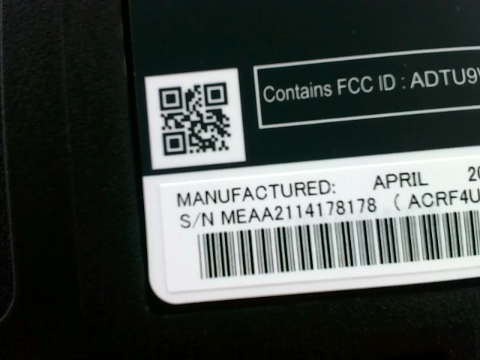 Contains FCC ID : ADTU9
MANUFACTURED: APRIL 20
S/N MEAA2114178178 ( ACRF4U